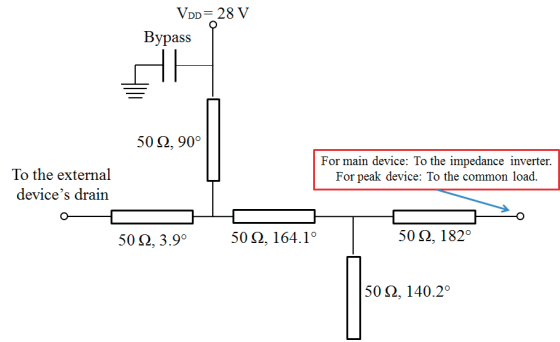 VDD = 28 V
Bypass
50 Ω, 90°
To the external
device's drain
For main device: To the impedance inverter.
For peak device: To the common load.
50 Ω, 3.9°
50 Ω, 164.1°
50 Ω, 182°
50 Ω, 140.2°